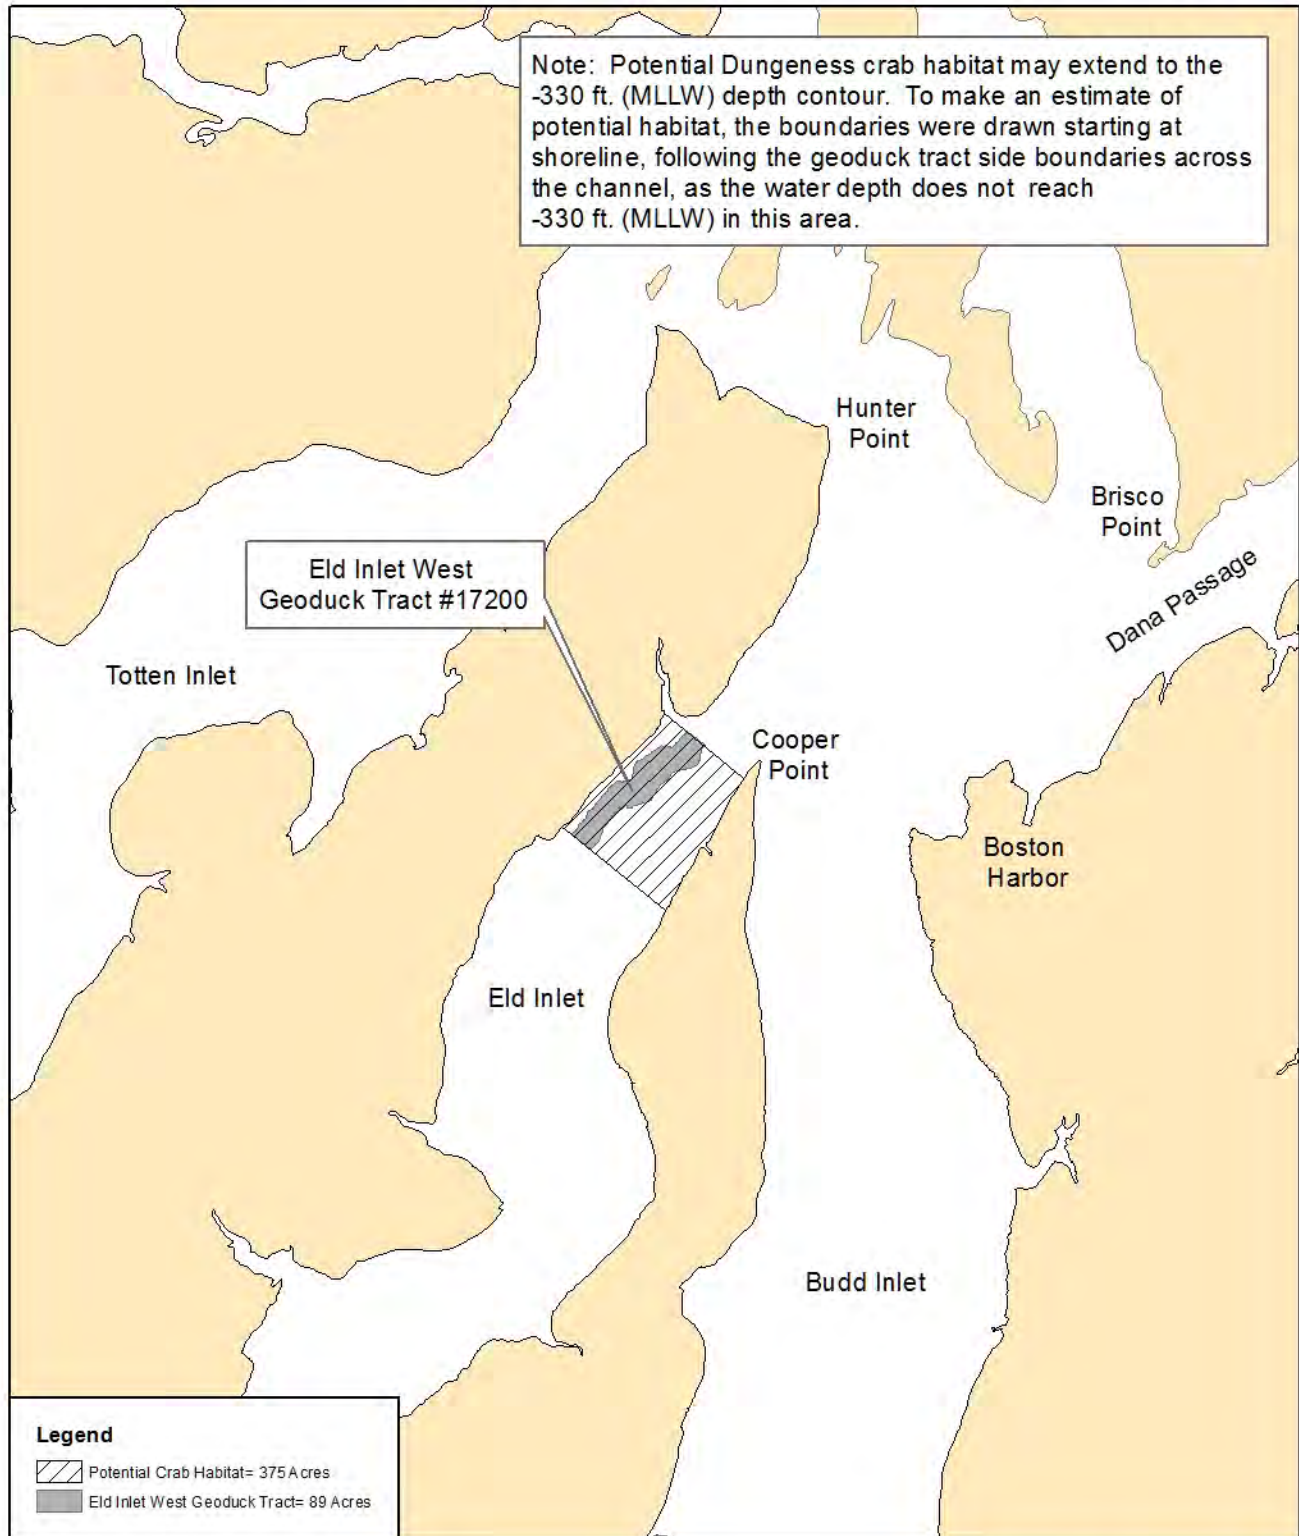 Note: Potential Dungeness crab habitat may extend to the
-330 ft. (MLLW) depth contour. To make an estimate of
potential habitat, the boundaries were drawn starting at
shoreline, following the geoduck tract side boundaries across
the channel, as the water depth does not reach
-330 ft. (MLLW) in this area.
Hunter
Point
Brisco
Point
Dana Passage
Eld Inlet West
Geoduck Tract #17200
Totten Inlet
Cooper
Point
Boston
Harbor
Eld Inlet
Budd Inlet
Legend
Potential Crab Habitat= 375 Acres
Eld Inlet West Geoduck Tract= 89 Acres